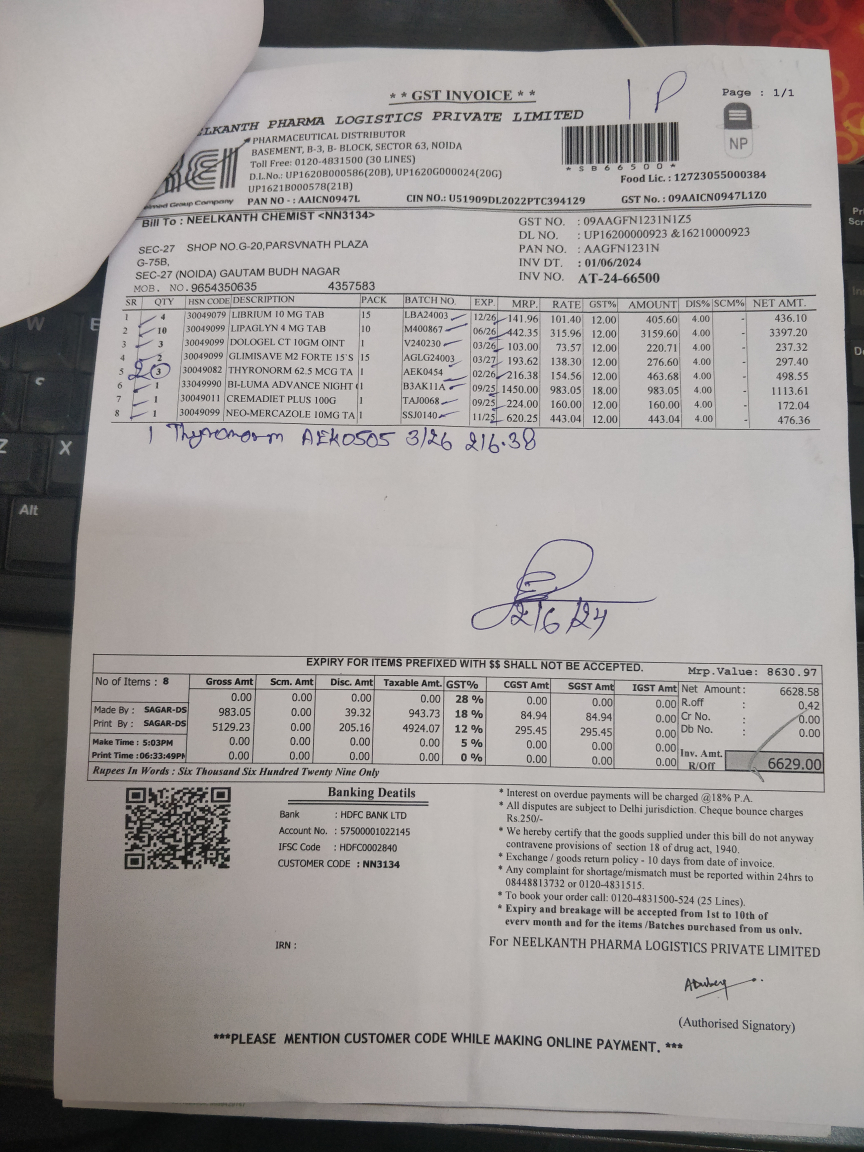 * * GST INVOICE * *
1 P
Page : 1/1
ELKANTH PHARMA LOGISTICS PRIVATE LIMITED
PHARMACEUTICAL DISTRIBUTOR
BASEMENT, B-3, B- BLOCK, SECTOR 63, NOIDA
Toll Free: 0120-4831500 (30 LINES)
D.L.No.: UP1620B000586(20B), UP1620G000024(20G)
UP1621B000578(21B)
Group Company
PAN NO - : AAICN0947L
CIN NO.: U51909DL2022PTC394129
*SB66500*
NP
Food Lic. : 12723055000384
GST No. : 09AAICN0947L1Z0
Bill To : NEELKANTH CHEMIST <NN3134>
SEC-27 SHOP NO.G-20,PARSVNATH PLAZA
G-75B,
SEC-27 (NOIDA) GAUTAM BUDH NAGAR
MOB. NO.9654350635 4357583
GST NO. : 09AAGFN1231N1Z5
DL NO. : UP16200000923 &16210000923
PAN NO. : AAGFN1231N
INV DT. : 01/06/2024
INV NO. AT-24-66500
SR QTY HSN CODE DESCRIPTION PACK BATCH NO. EXP. MRP. RATE GST% AMOUNT DIS% SCM% NET AMT.
1 4 30049079 LIBRIUM 10 MG TAB 15 LBA24003 12/26 141.96 101.40 12.00 405.60 4.00 - 436.10
2 10 30049099 LIPAGLYN 4 MG TAB 10 M400867 06/26 442.35 315.96 12.00 3159.60 4.00 - 3397.20
3 3 30049099 DOLOGEL CT 10GM OINT 1 V240230 03/26 103.00 73.57 12.00 220.71 4.00 - 237.32
4 2 30049099 GLIMISAVE M2 FORTE 15'S 15 AGLG24003 03/27 193.62 138.30 12.00 276.60 4.00 - 297.40
5 2 3 30049082 THYRONORM 62.5 MCG TA 1 AEK0454 02/26 216.38 154.56 12.00 463.68 4.00 - 498.55
6 1 33049990 BI-LUMA ADVANCE NIGHT ( 1 B3AK11A 09/25 1450.00 983.05 18.00 983.05 4.00 - 1113.61
7 1 30049011 CREMADIET PLUS 100G 1 TAJ0068 09/25 224.00 160.00 12.00 160.00 4.00 - 172.04
8 1 30049099 NEO-MERCAZOLE 10MG TA 1 SSJ0140 11/25 620.25 443.04 12.00 443.04 4.00 - 476.36
1 Thyronorm AEK0505 3/26 216.38
2/6/24
EXPIRY FOR ITEMS PREFIXED WITH $$ SHALL NOT BE ACCEPTED.
Mrp.Value: 8630.97
No of Items : 8
Made By : SAGAR-DS
Print By : SAGAR-DS
Make Time : 5:03PM
Print Time :06:33:49PM
Gross Amt Scm. Amt Disc. Amt Taxable Amt. GST% CGST Amt SGST Amt IGST Amt
0.00 0.00 0.00 0.00 28 % 0.00 0.00 0.00
983.05 0.00 39.32 943.73 18 % 84.94 84.94 0.00
5129.23 0.00 205.16 4924.07 12 % 295.45 295.45 0.00
0.00 0.00 0.00 0.00 5 % 0.00 0.00 0.00
0.00 0.00 0.00 0.00 0 % 0.00 0.00 0.00
Net Amount : 6628.58
R.off : 0.42
Cr No. : 0.00
Db No. : 0.00
Inv. Amt.
R/Off 6629.00
Rupees In Words : Six Thousand Six Hundred Twenty Nine Only
Banking Deatils
Bank : HDFC BANK LTD
Account No. : 57500001022145
IFSC Code : HDFC0002840
CUSTOMER CODE : NN3134
* Interest on overdue payments will be charged @18% P.A.
* All disputes are subject to Delhi jurisdiction. Cheque bounce charges
Rs.250/-
* We hereby certify that the goods supplied under this bill do not anyway
contravene provisions of section 18 of drug act, 1940.
* Exchange / goods return policy - 10 days from date of invoice.
* Any complaint for shortage/mismatch must be reported within 24hrs to
08448813732 or 0120-4831515.
* To book your order call: 0120-4831500-524 (25 Lines).
* Expiry and breakage will be accepted from 1st to 10th of
every month and for the items /Batches purchased from us only.
IRN :
For NEELKANTH PHARMA LOGISTICS PRIVATE LIMITED
(Authorised Signatory)
***PLEASE MENTION CUSTOMER CODE WHILE MAKING ONLINE PAYMENT. ***
Alt